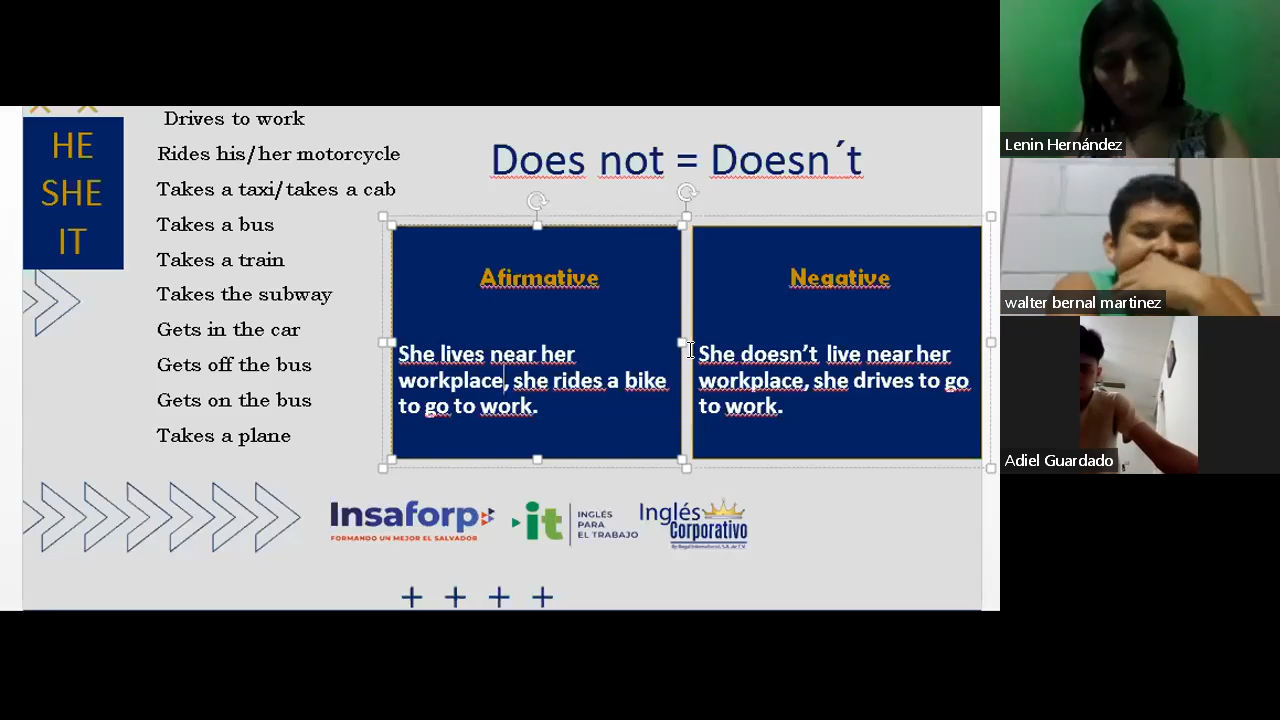 HE
SHE
IT
Drives to work
Rides his/her motorcycle
Takes a taxi/takes a cab
Takes a bus
Takes a train
Takes the subway
Gets in the car
Gets off the bus
Gets on the bus
Takes a plane
Does not = Doesn´t
Afirmative
She lives near her
workplace, she rides a bike
to go to work.
Negative
She doesn’t live near her
workplace, she drives to go
to work.
Insaforp
FORMANDO UN MEJOR EL SALVADOR
it
INGLÉS
PARA
EL TRABAJO
Inglés
Corporativo
Lenin Hernández
walter bernal martinez
Adiel Guardado